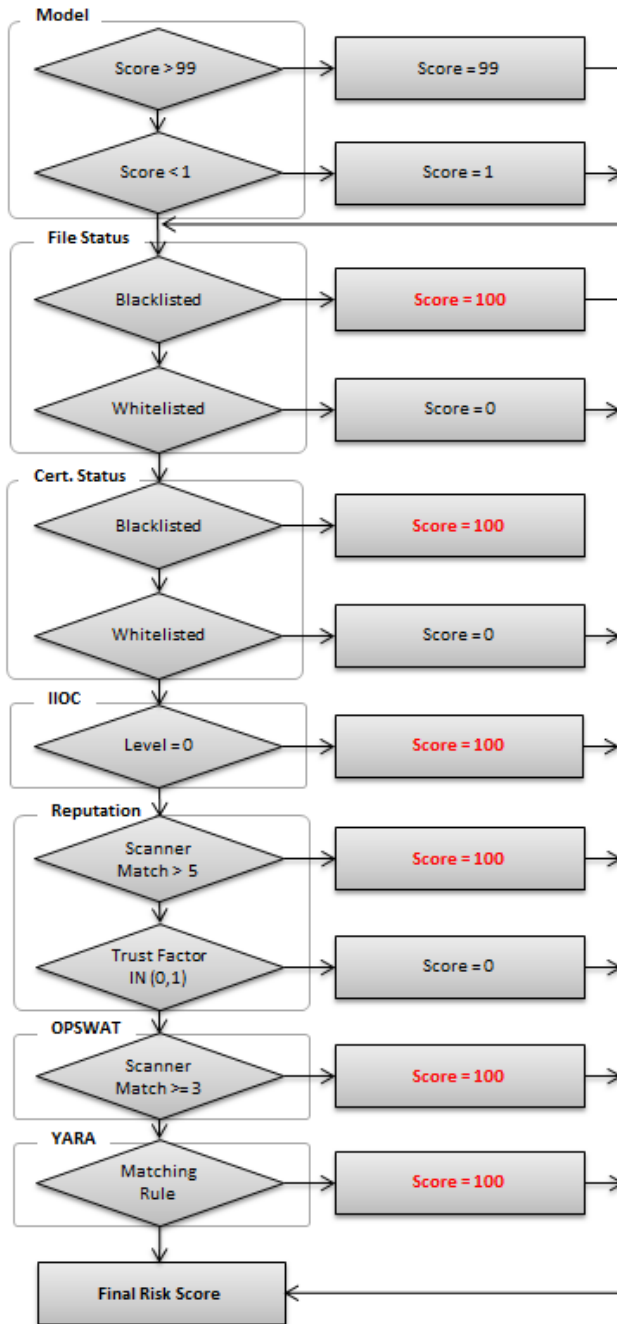 Model
Score > 99
Score = 99
Score < 1
Score = 1
File Status
Blacklisted
Score = 100
Whitelisted
Score = 0
Cert. Status
Blacklisted
Score = 100
Whitelisted
Score = 0
IIOC
Level = 0
Score = 100
Reputation
Scanner
Match > 5
Score = 100
Trust Factor
IN (0,1)
Score = 0
OPSWAT
Scanner
Match >= 3
Score = 100
YARA
Matching
Rule
Score = 100
Final Risk Score